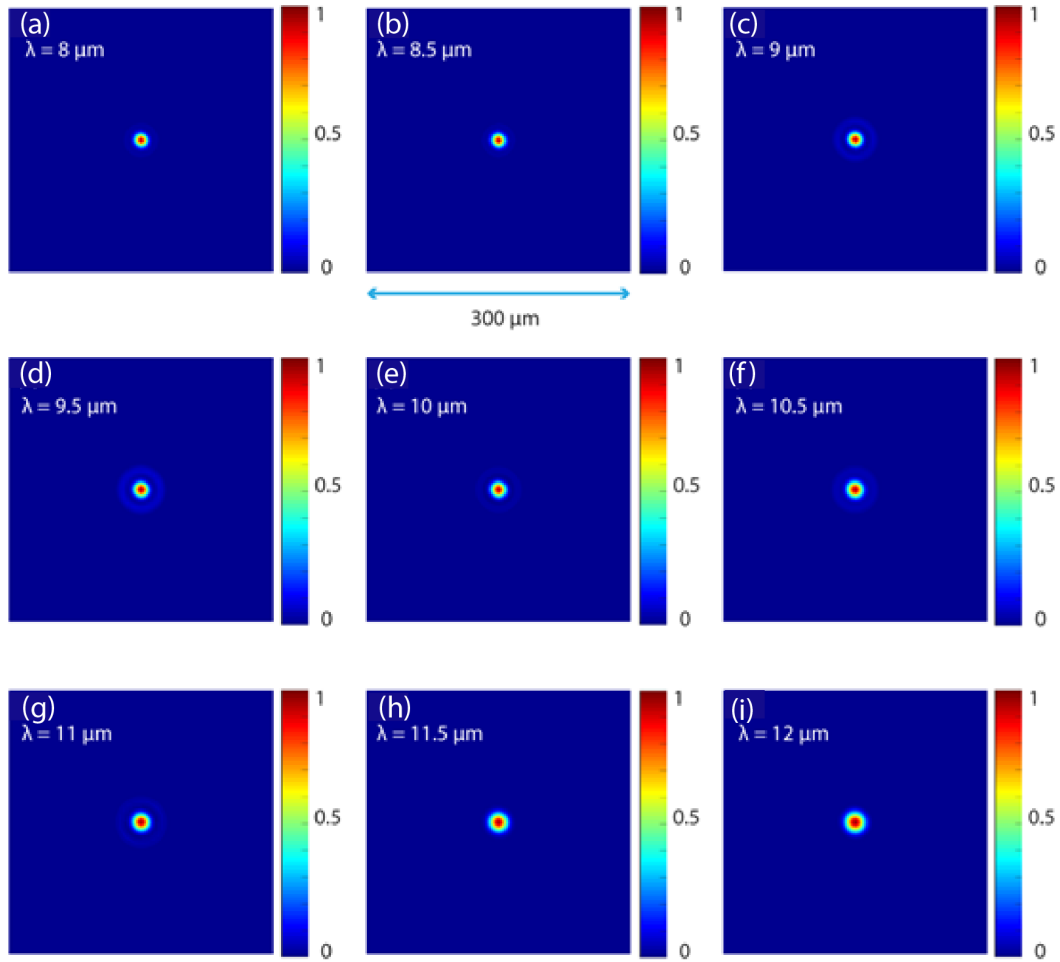 (a) 1 (b) 1 (c) 1
λ = 8 μm λ = 8.5 μm λ = 9 μm
0.5 0.5 0.5
0 0 0
300 μm
(d) 1 (e) 1 (f) 1
λ = 9.5 μm λ = 10 μm λ = 10.5 μm
0.5 0.5 0.5
0 0 0
(g) 1 (h) 1 (i) 1
λ = 11 μm λ = 11.5 μm λ = 12 μm
0.5 0.5 0.5
0 0 0